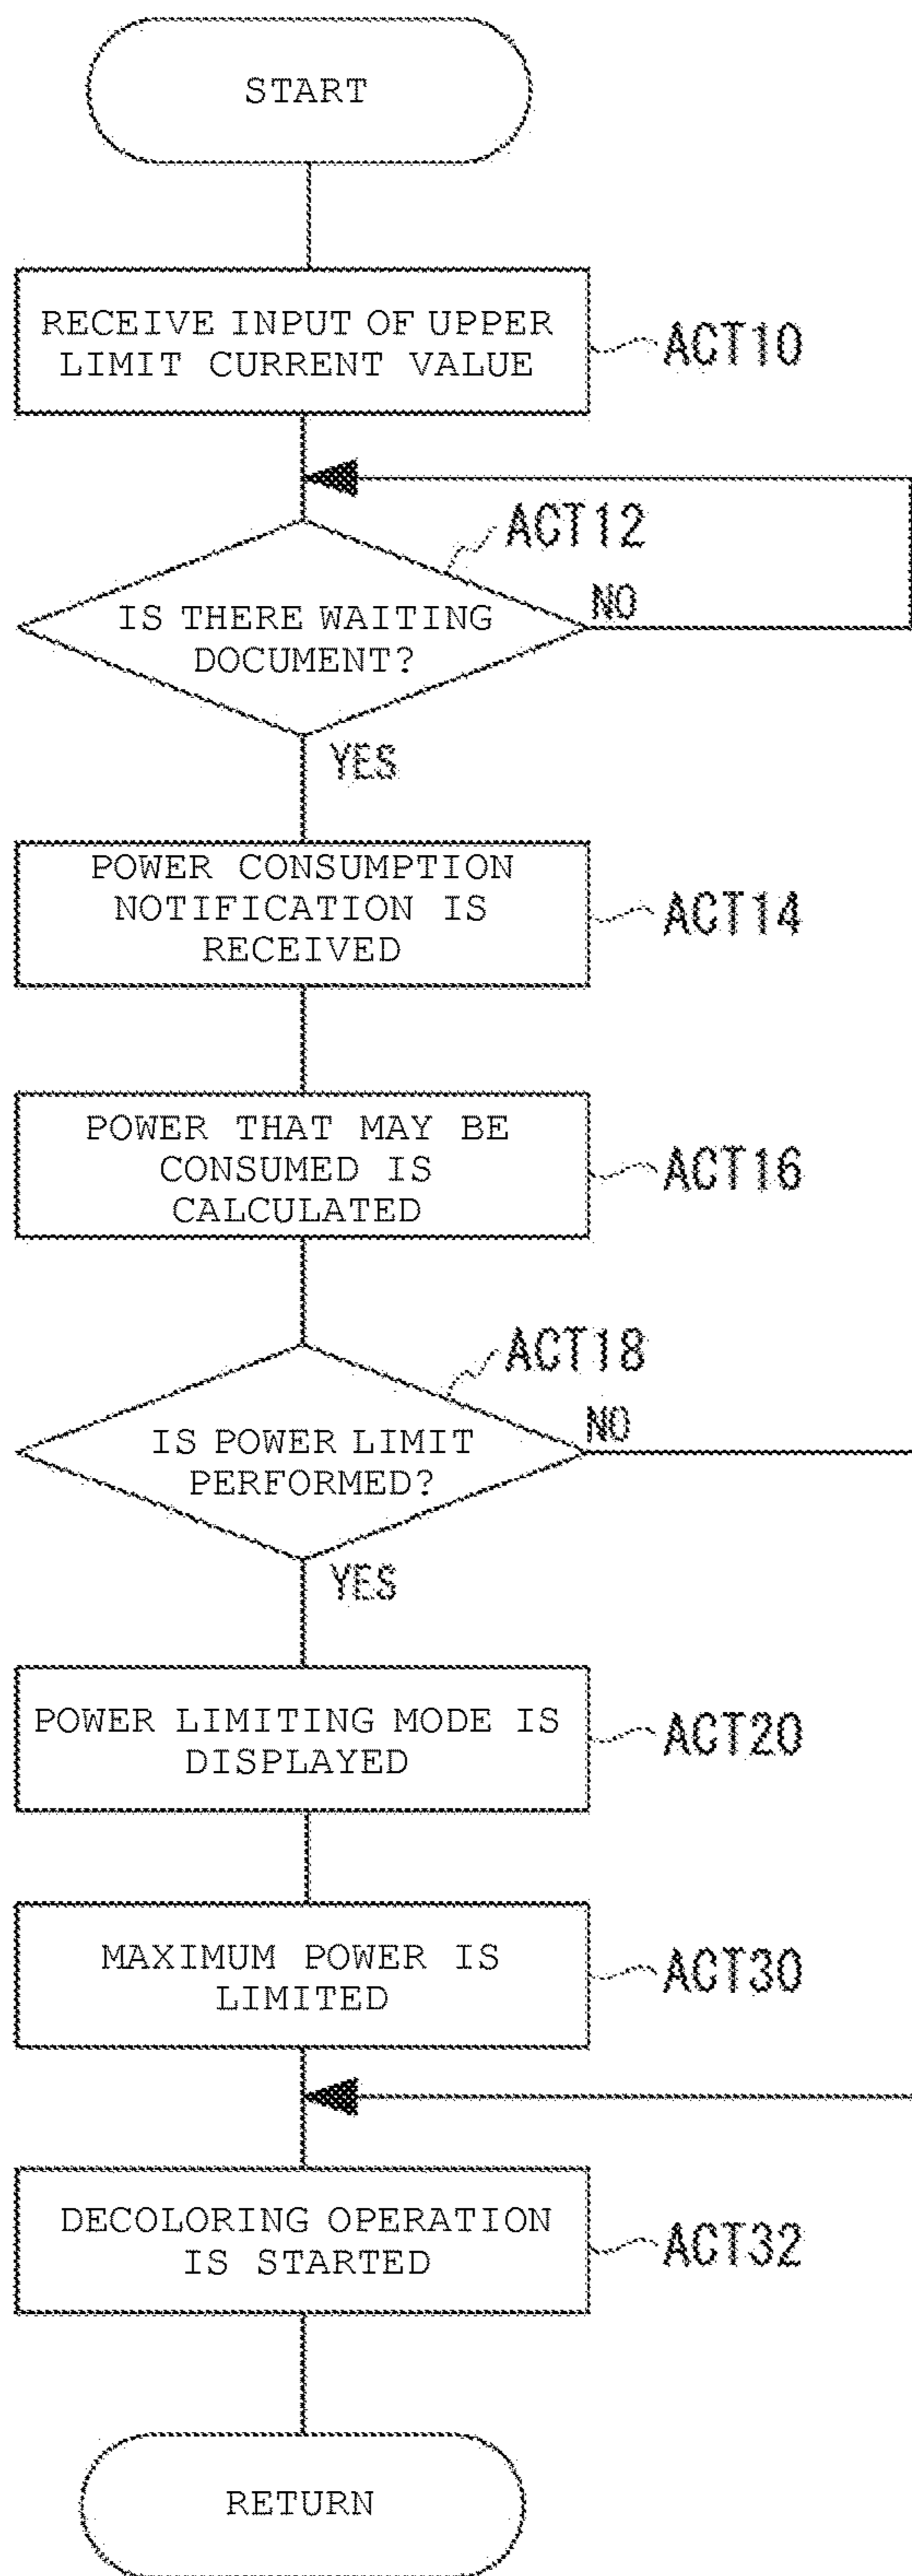 START
RECEIVE INPUT OF UPPER
LIMIT CURRENT VALUE
ACT10
ACT12
IS THERE WAITING
DOCUMENT?
NO
YES
POWER CONSUMPTION
NOTIFICATION IS
RECEIVED
ACT14
POWER THAT MAY BE
CONSUMED IS
CALCULATED
ACT16
ACT18
IS POWER LIMIT
PERFORMED?
NO
YES
POWER LIMITING MODE IS
DISPLAYED
ACT20
MAXIMUM POWER IS
LIMITED
ACT30
DECOLORING OPERATION
IS STARTED
ACT32
RETURN